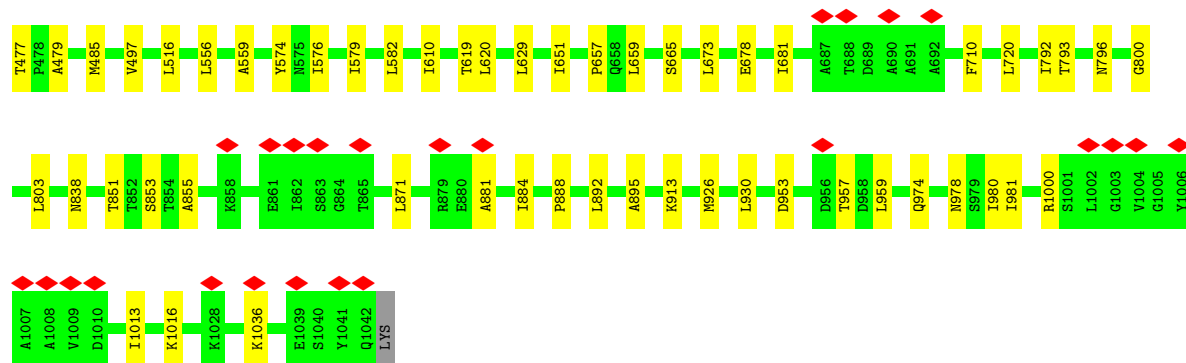 T477 P478 A479 M485 V497 L516 L556 A559 Y574 N575 I576 I579 L582 I610 T619 L620 L629 I651 P657 Q658 L659 S665 L673 E678 I681 A687 T688 D689 A690 A691 A692 F710 L720 I792 T793 N796 G800
L803 N838 T851 T852 S853 T854 A855 K858 E861 I862 S863 G864 T865 L871 R879 E880 A881 I884 P888 L892 A895 K913 M926 L930 D953 D956 T957 D958 L959 Q974 N978 S979 I980 I981 R1000 S1001 L1002 G1003 V1004 G1005 Y1006
A1007 A1008 V1009 D1010 I1013 K1016 K1028 K1036 E1039 S1040 Y1041 Q1042 LYS